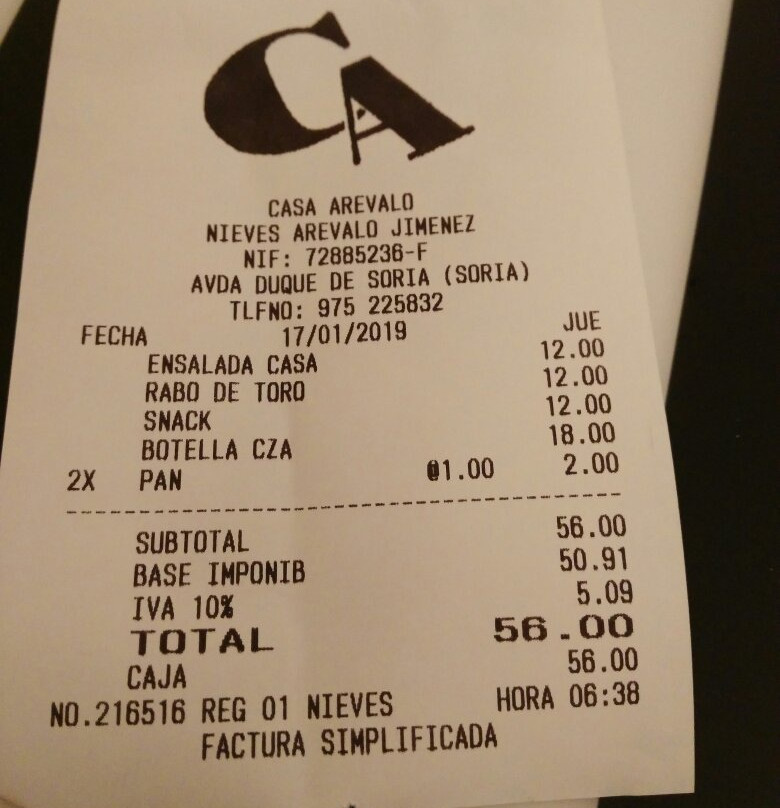 CA
CASA AREVALO
NIEVES AREVALO JIMENEZ
NIF: 72885236-F
AVDA DUQUE DE SORIA (SORIA)
TLFNO: 975 225832
FECHA 17/01/2019 JUE
ENSALADA CASA 12.00
RABO DE TORO 12.00
SNACK 12.00
BOTELLA CZA 18.00
2X PAN @1.00 2.00
SUBTOTAL 56.00
BASE IMPONIB 50.91
IVA 10% 5.09
TOTAL 56.00
CAJA 56.00
NO.216516 REG 01 NIEVES HORA 06:38
FACTURA SIMPLIFICADA